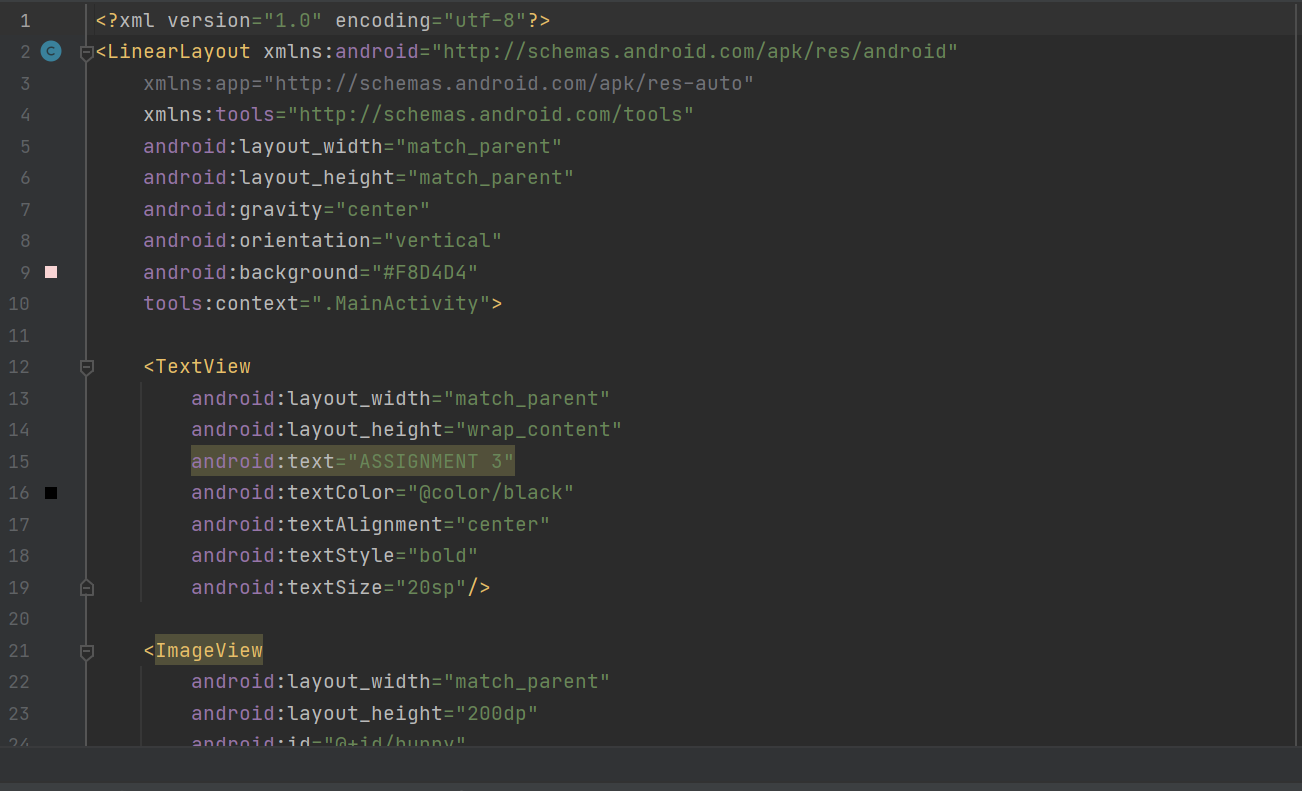 1 <?xml version="1.0" encoding="utf-8"?>
2 C <LinearLayout xmlns:android="http://schemas.android.com/apk/res/android"
3 xmlns:app="http://schemas.android.com/apk/res-auto"
4 xmlns:tools="http://schemas.android.com/tools"
5 android:layout_width="match_parent"
6 android:layout_height="match_parent"
7 android:gravity="center"
8 android:orientation="vertical"
9 android:background="#F8D4D4"
10 tools:context=".MainActivity">
11
12 <TextView
13 android:layout_width="match_parent"
14 android:layout_height="wrap_content"
15 android:text="ASSIGNMENT 3"
16 android:textColor="@color/black"
17 android:textAlignment="center"
18 android:textStyle="bold"
19 android:textSize="20sp"/>
20
21 <ImageView
22 android:layout_width="match_parent"
23 android:layout_height="200dp"
24 android:id="@+id/bunny"